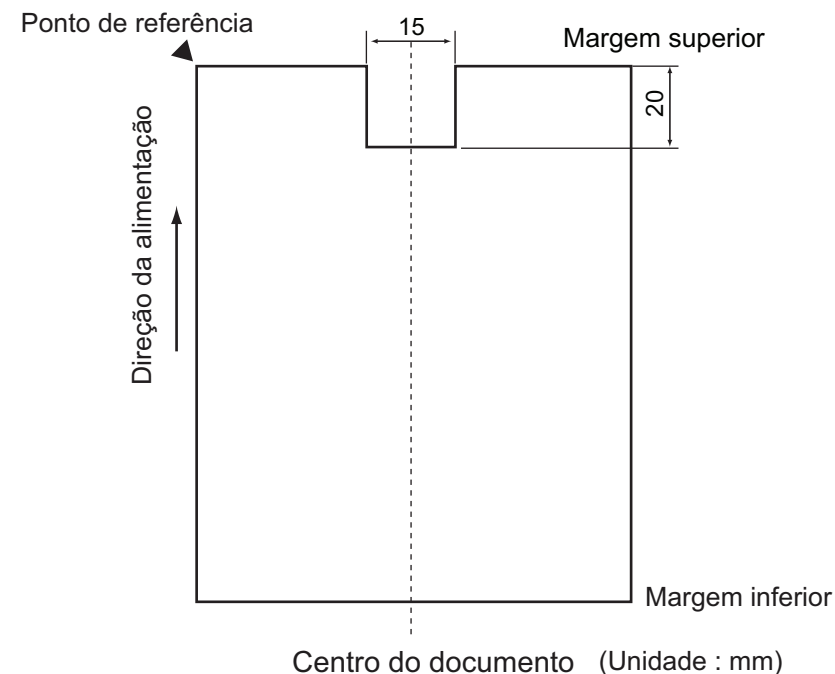 Ponto de referência
15
Margem superior
20
Direção da alimentação
Margem inferior
Centro do documento (Unidade : mm)